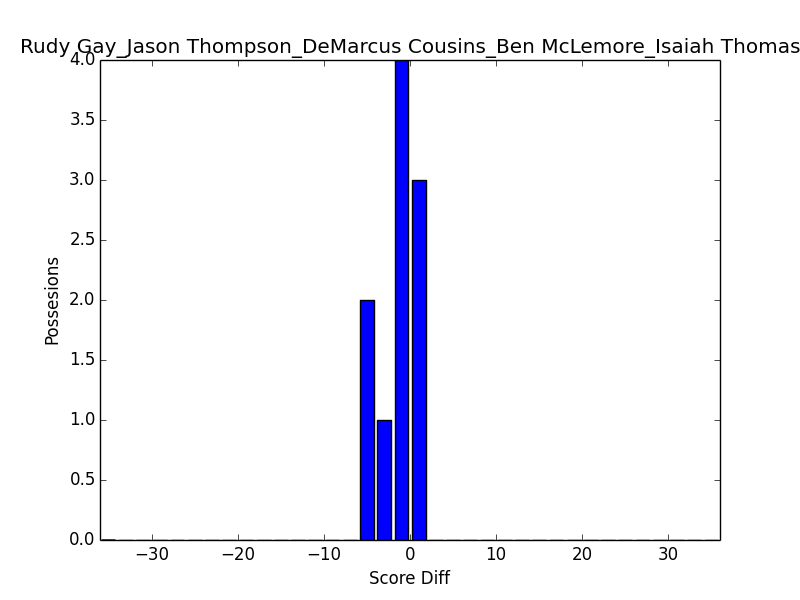 Rudy Gay_Jason Thompson_DeMarcus Cousins_Ben McLemore_Isaiah Thomas
4.0
3.5
3.0
2.5
2.0
1.5
1.0
0.5
0.0
Possesions
−30 −20 −10 0 10 20 30
Score Diff